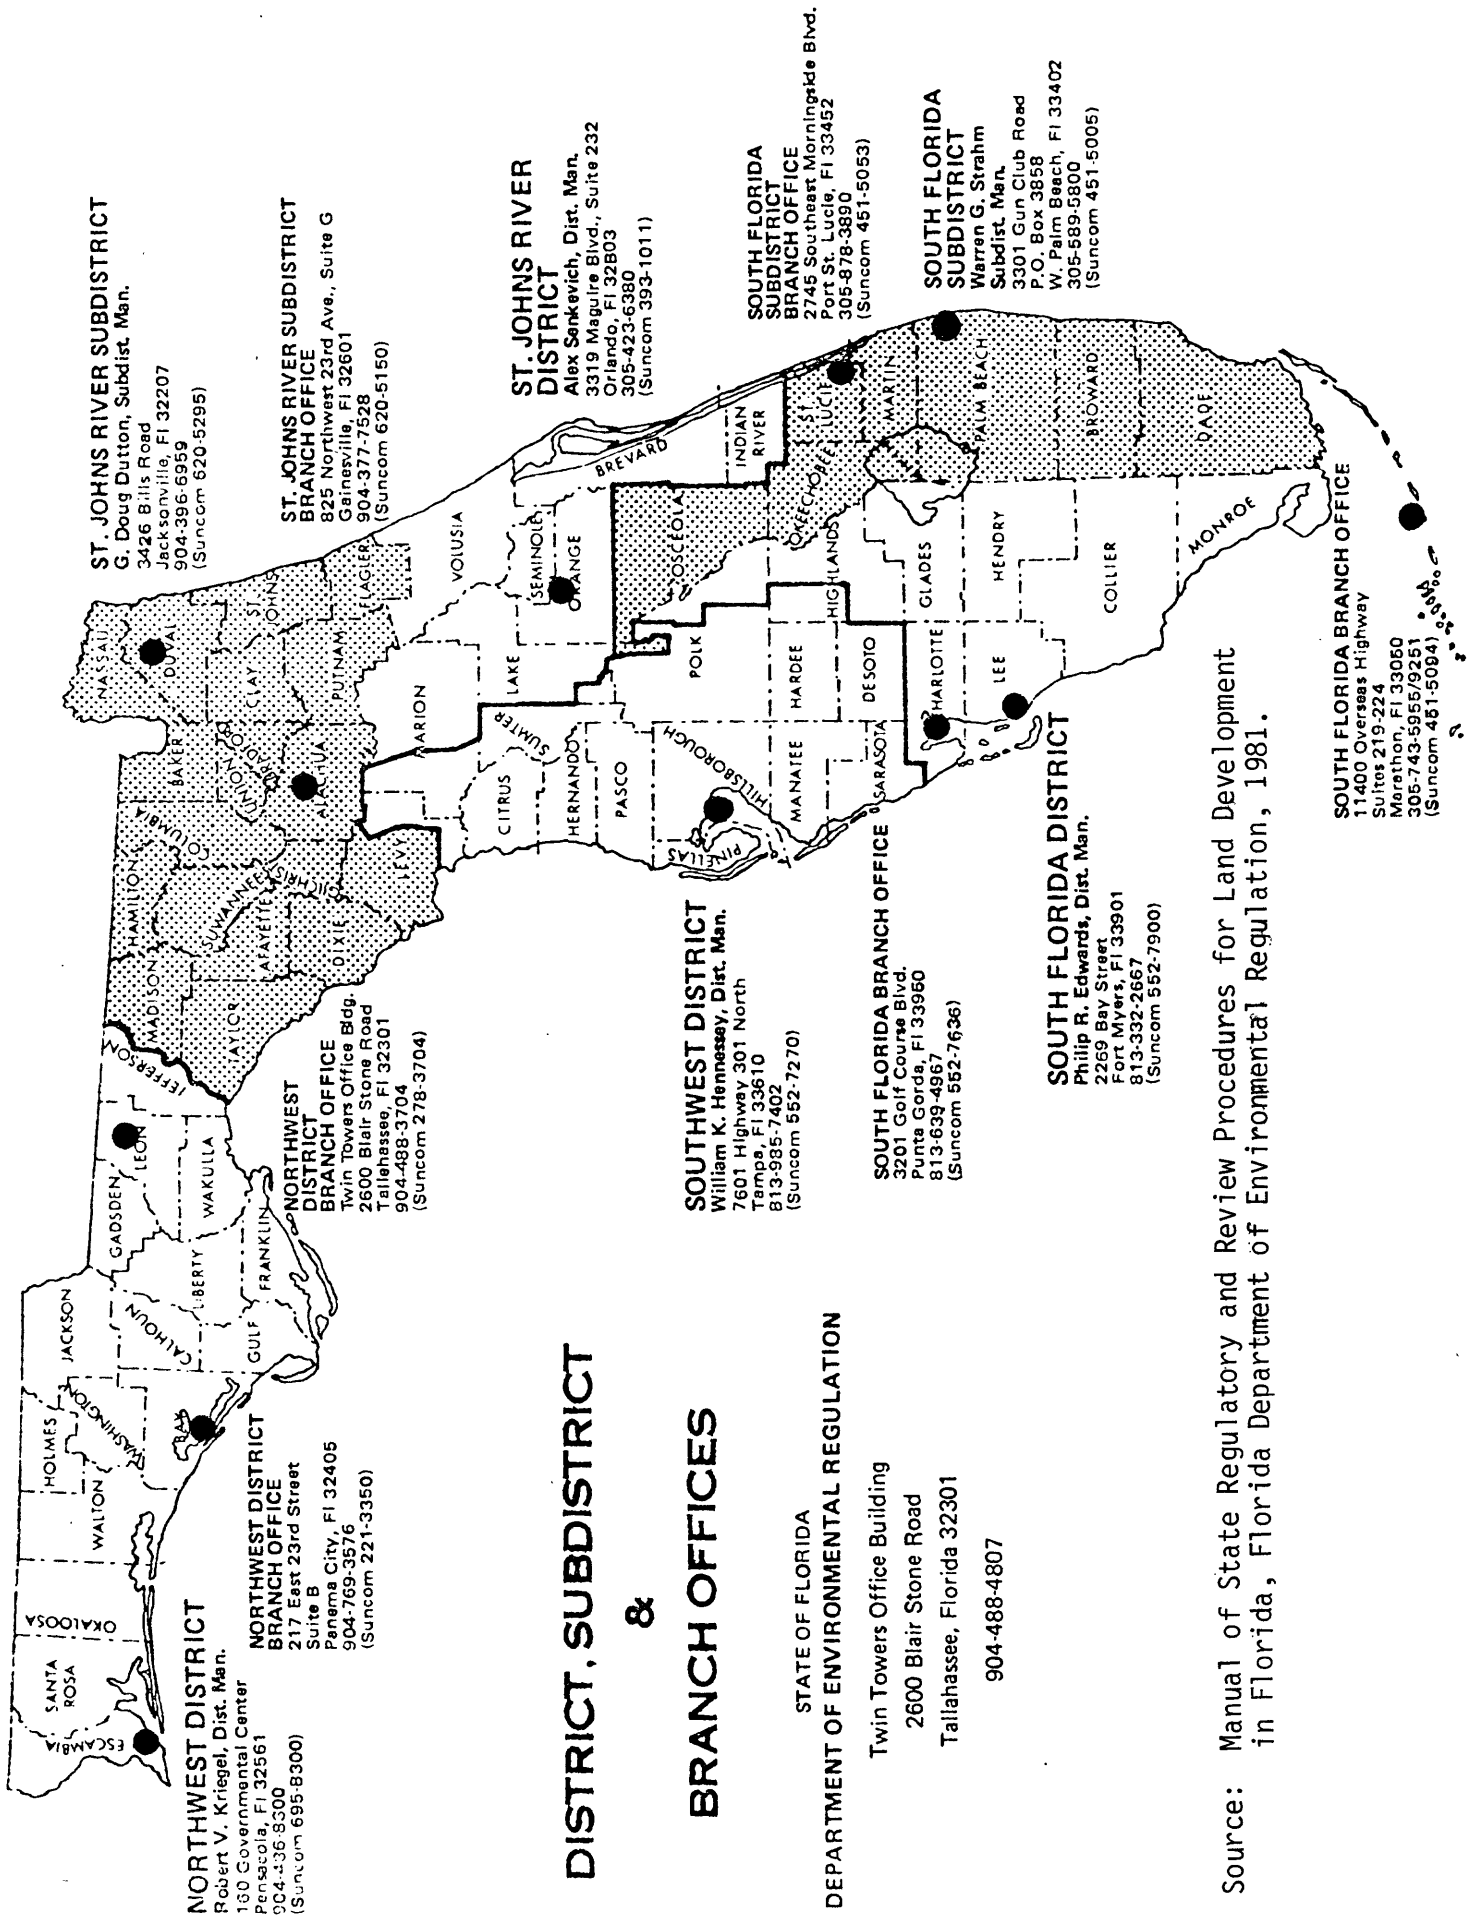 NORTHWEST DISTRICT
Robert V. Kriegel, Dist. Man.
160 Governmental Center
Pensacola, Fl 32561
904-436-8300
(Suncom 695-8300)
NORTHWEST DISTRICT
BRANCH OFFICE
217 East 23rd Street
Suite B
Panama City, Fl 32405
904-769-3576
(Suncom 221-3350)
NORTHWEST
DISTRICT
BRANCH OFFICE
Twin Towers Office Bldg.
2600 Blair Stone Road
Tallahassee, Fl 32301
904-488-3704
(Suncom 278-3704)
ST. JOHNS RIVER SUBDISTRICT
G. Doug Dutton, Subdist. Man.
3426 Bills Road
Jacksonville, Fl 32207
904-396-6959
(Suncom 620-5295)
ST. JOHNS RIVER SUBDISTRICT
BRANCH OFFICE
825 Northwest 23rd Ave., Suite G
Gainesville, Fl 32601
904-377-7528
(Suncom 620-5150)
ST. JOHNS RIVER
DISTRICT
Alex Senkevich, Dist. Man.
3319 Maguire Blvd., Suite 232
Orlando, Fl 32803
305-423-6380
(Suncom 393-1011)
SOUTH FLORIDA
SUBDISTRICT
BRANCH OFFICE
2745 Southeast Morningside Blvd.
Port St. Lucie, Fl 33452
305-878-3890
(Suncom 451-5053)
SOUTH FLORIDA
SUBDISTRICT
Warren G. Strahm
Subdist. Man.
3301 Gun Club Road
P.O. Box 3858
W. Palm Beach, Fl 33402
305-589-5800
(Suncom 451-5005)
SOUTHWEST DISTRICT
William K. Hennessey, Dist. Man.
7601 Highway 301 North
Tampa, Fl 33610
813-985-7402
(Suncom 552-7270)
SOUTH FLORIDA BRANCH OFFICE
3201 Golf Course Blvd.
Punta Gorda, Fl 33950
813-639-4967
(Suncom 552-7636)
SOUTH FLORIDA DISTRICT
Philip R. Edwards, Dist. Man.
2269 Bay Street
Fort Myers, Fl 33901
813-332-2667
(Suncom 552-7900)
SOUTH FLORIDA BRANCH OFFICE
11400 Overseas Highway
Suites 219-224
Marathon, Fl 33050
305-743-5955/9251
(Suncom 451-5094)
ESCAMBIA
SANTA
ROSA
OKALOOSA
WALTON
HOLMES
WASHINGTON
BAY
JACKSON
CALHOUN
GULF
LIBERTY
FRANKLIN
GADSDEN
LEON
WAKULLA
JEFFERSON
MADISON
TAYLOR
HAMILTON
SUWANNEE
LAFAYETTE
DIXIE
COLUMBIA
GILCHRIST
LEVY
BAKER
UNION
BRADFORD
ALACHUA
NASSAU
DUVAL
CLAY
ST.
JOHNS
PUTNAM
FLAGLER
MARION
VOLUSIA
CITRUS
SUMTER
LAKE
SEMINOLE
ORANGE
HERNANDO
PASCO
BREVARD
OSCEOLA
INDIAN
RIVER
PINELLAS
HILLSBOROUGH
POLK
MANATEE
HARDEE
HIGHLANDS
OKEECHOBEE
ST.
LUCIE
SARASOTA
DESOTO
MARTIN
CHARLOTTE
GLADES
PALM BEACH
LEE
HENDRY
BROWARD
COLLIER
MONROE
DADE
DISTRICT, SUBDISTRICT
&
BRANCH OFFICES
STATE OF FLORIDA
DEPARTMENT OF ENVIRONMENTAL REGULATION
Twin Towers Office Building
2600 Blair Stone Road
Tallahassee, Florida 32301
904-488-4807
Source: Manual of State Regulatory and Review Procedures for Land Development
in Florida, Florida Department of Environmental Regulation, 1981.